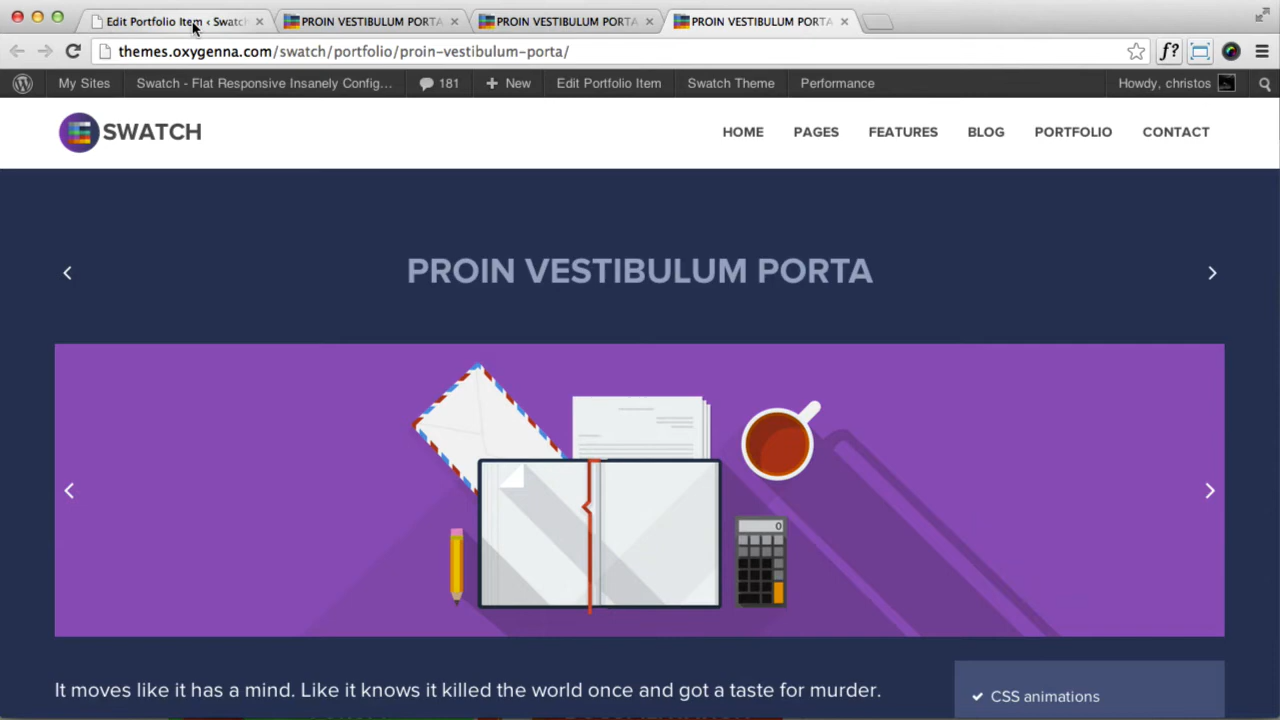 Edit Portfolio Item ‹ Swatch
PROIN VESTIBULUM PORTA
PROIN VESTIBULUM PORTA
PROIN VESTIBULUM PORTA
themes.oxygenna.com/swatch/portfolio/proin-vestibulum-porta/
f?
My Sites
Swatch - Flat Responsive Insanely Config...
181
New
Edit Portfolio Item
Swatch Theme
Performance
Howdy, christos
SWATCH
HOME
PAGES
FEATURES
BLOG
PORTFOLIO
CONTACT
PROIN VESTIBULUM PORTA
0
It moves like it has a mind. Like it knows it killed the world once and got a taste for murder.
CSS animations